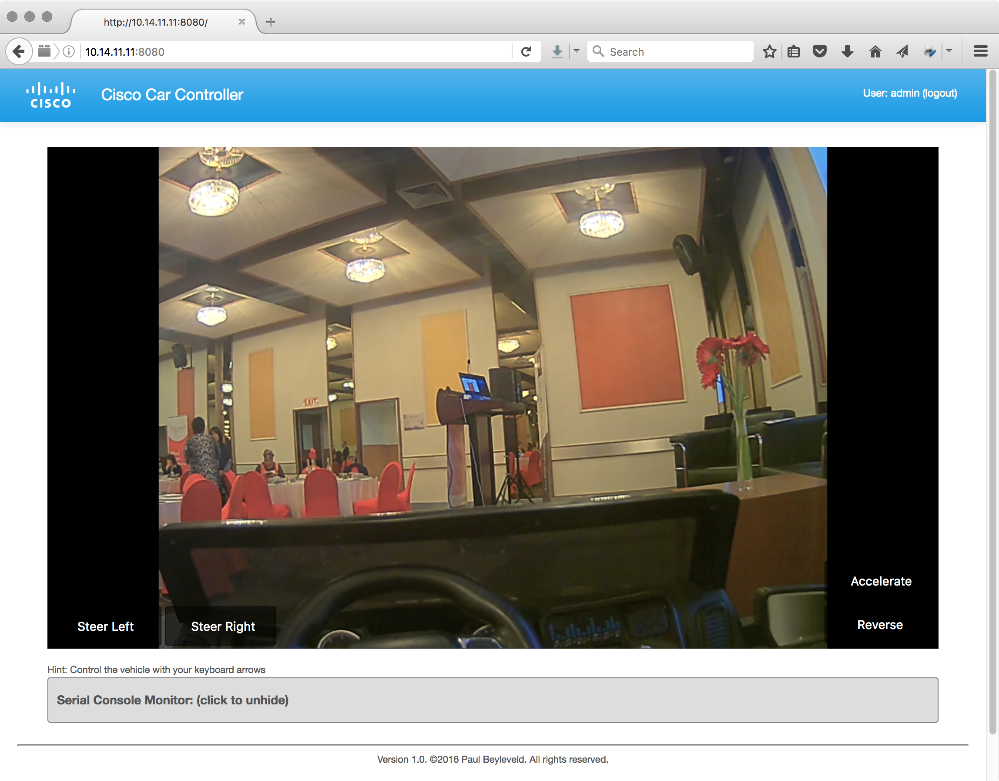 http://10.14.11.11:8080/
10.14.11.11:8080
Search
CISCO
Cisco Car Controller
User: admin (logout)
EXIT
Accelerate
Steer Left
Steer Right
Reverse
Hint: Control the vehicle with your keyboard arrows
Serial Console Monitor: (click to unhide)
Version 1.0. ©2016 Paul Beyleveld. All rights reserved.